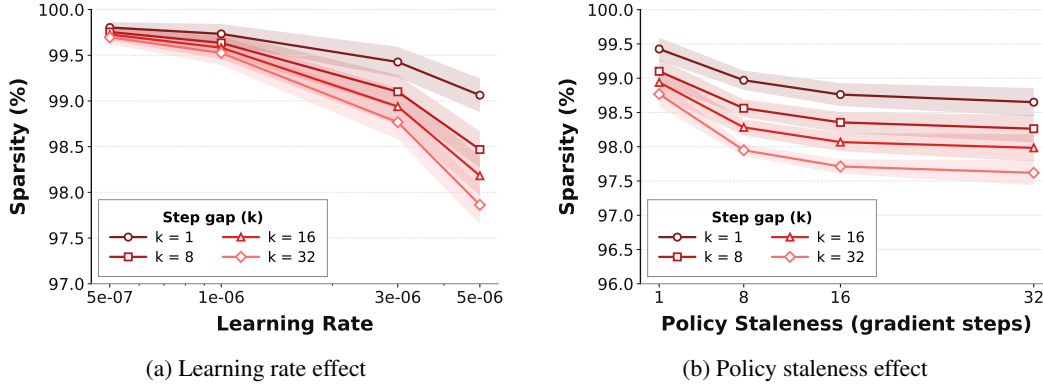 100.0
99.5
99.0
98.5
98.0
97.5
97.0
Sparsity (%)
Step gap (k)
k = 1
k = 16
k = 8
k = 32
5e-07
1e-06
3e-06
5e-06
Learning Rate
(a) Learning rate effect
100.0
99.5
99.0
98.5
98.0
97.5
97.0
96.5
96.0
Sparsity (%)
Step gap (k)
k = 1
k = 16
k = 8
k = 32
1
8
16
32
Policy Staleness (gradient steps)
(b) Policy staleness effect